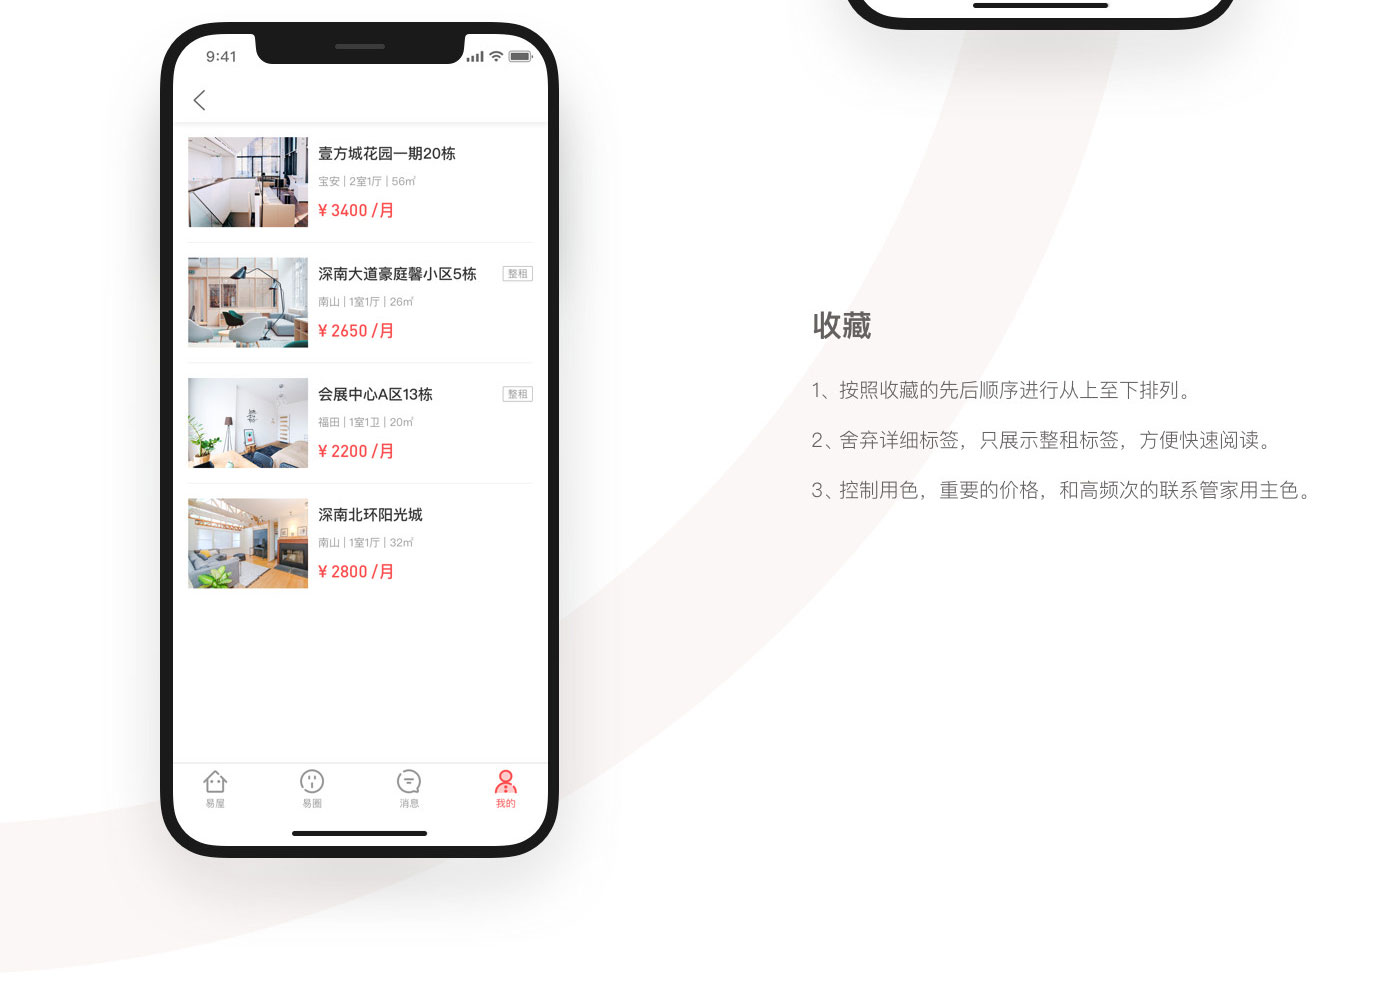 9:41
壹方城花园一期20栋
宝安 | 2室1厅 | 56㎡
¥ 3400 /月
深南大道豪庭馨小区5栋
整租
南山 | 1室1厅 | 26㎡
¥ 2650 /月
会展中心A区13栋
整租
福田 | 1室1卫 | 20㎡
¥ 2200 /月
深南北环阳光城
南山 | 1室1厅 | 32㎡
¥ 2800 /月
易屋
易圈
消息
我的
收藏
1、按照收藏的先后顺序进行从上至下排列。
2、舍弃详细标签，只展示整租标签，方便快速阅读。
3、控制用色，重要的价格，和高频次的联系管家用主色。